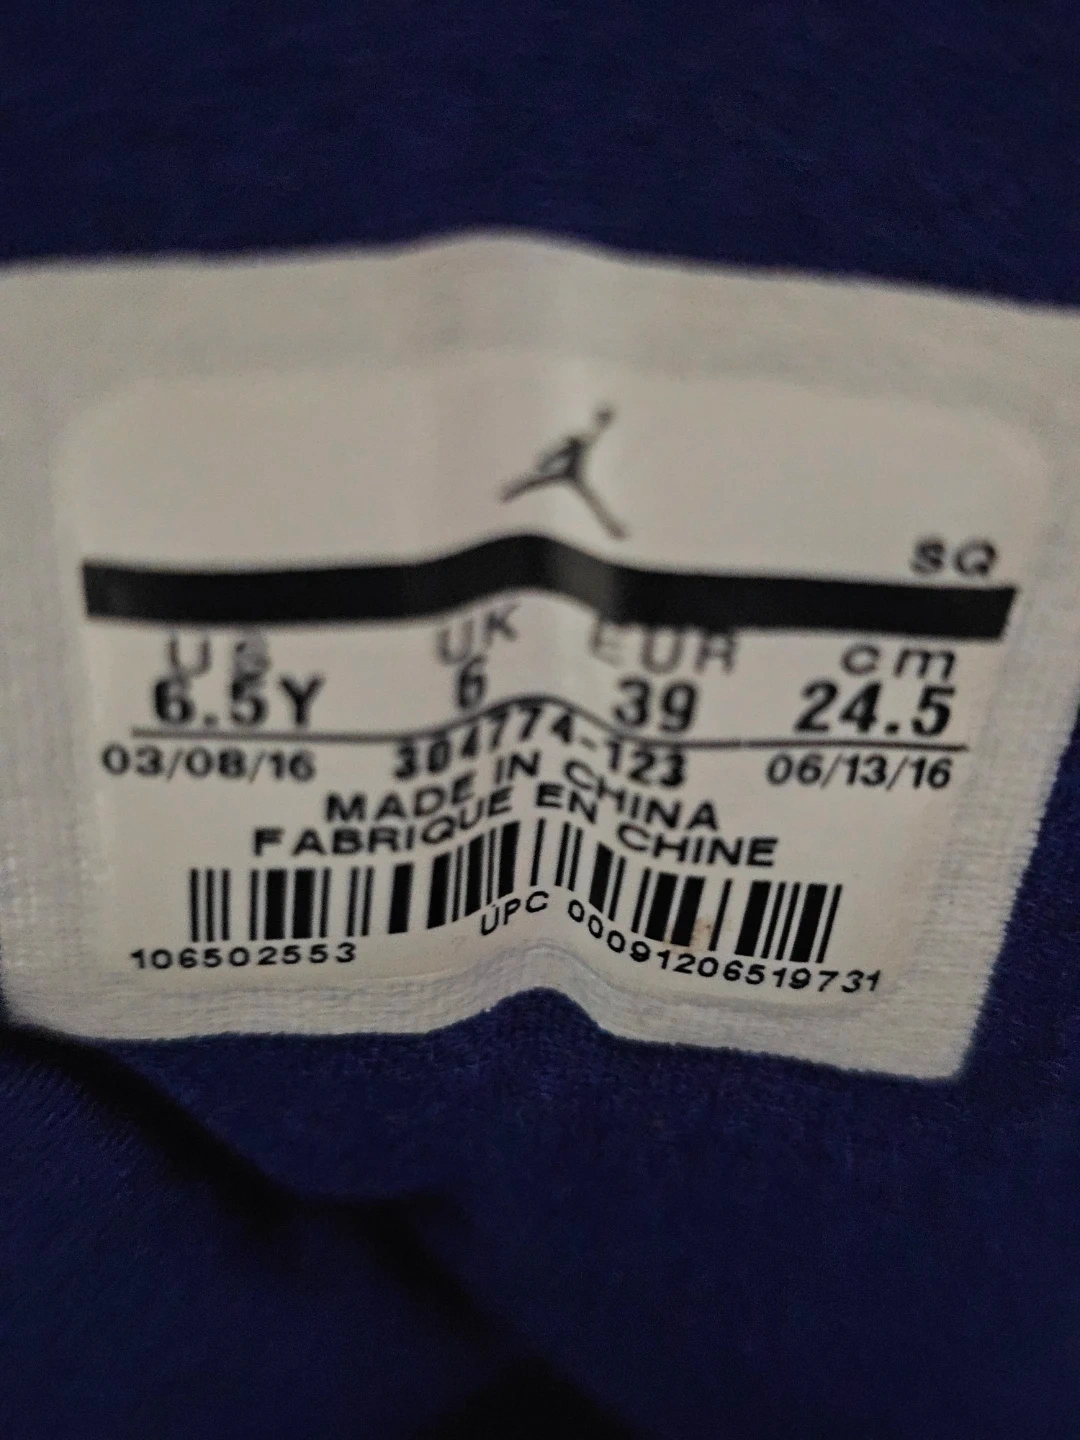 SQ
US UK EUR cm
6.5Y 6 39 24.5
03/08/16 304774-123 06/13/16
MADE IN CHINA
FABRIQUE EN CHINE
106502553 UPC 00091206519731